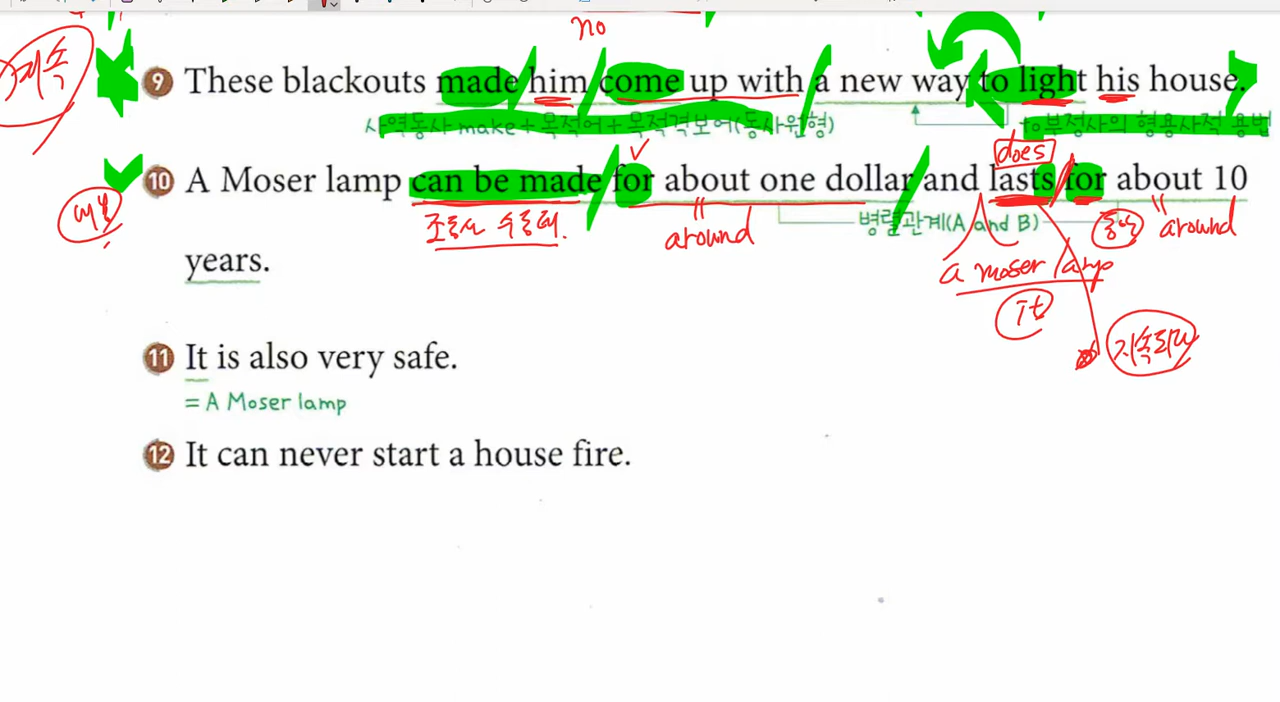 no
지속
9 These blackouts made him come up with a new way to light his house.
사역동사 make + 목적어 + 목적격보어(동사원형) to부정사의 형용사적 용법
does
10 A Moser lamp can be made for about one dollar and lasts for about 10
조동사 수동태. around 병렬관계(A and B) 동안 around
a moser lamp
years.
It
지속되다
11 It is also very safe.
= A Moser lamp
12 It can never start a house fire.